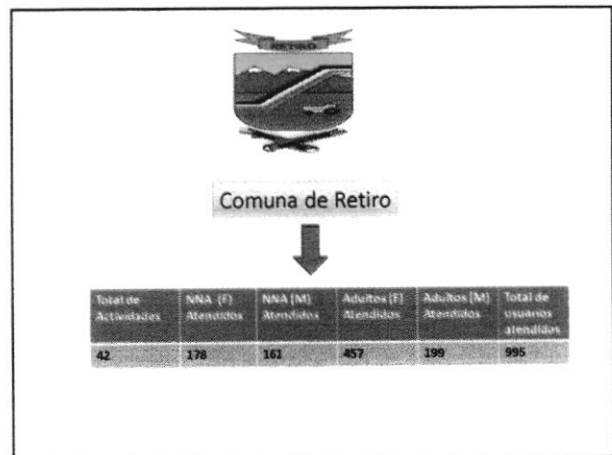 RETIRO
Comuna de Retiro
Total de Actividades NNA (F) Atendidos NNA (M) Atendidos Adultos (F) Atendidos Adultos (M) Atendidos Total de usuarios atendidos
42 178 161 457 199 995